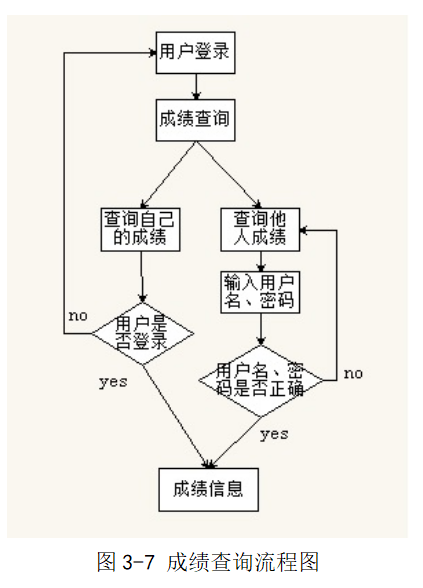 用户登录
成绩查询
查询自己
的成绩
查询他
人成绩
输入用户
名、密码
no
用户是
否登录
用户名、密
码是否正确
no
yes
yes
成绩信息
图 3-7 成绩查询流程图